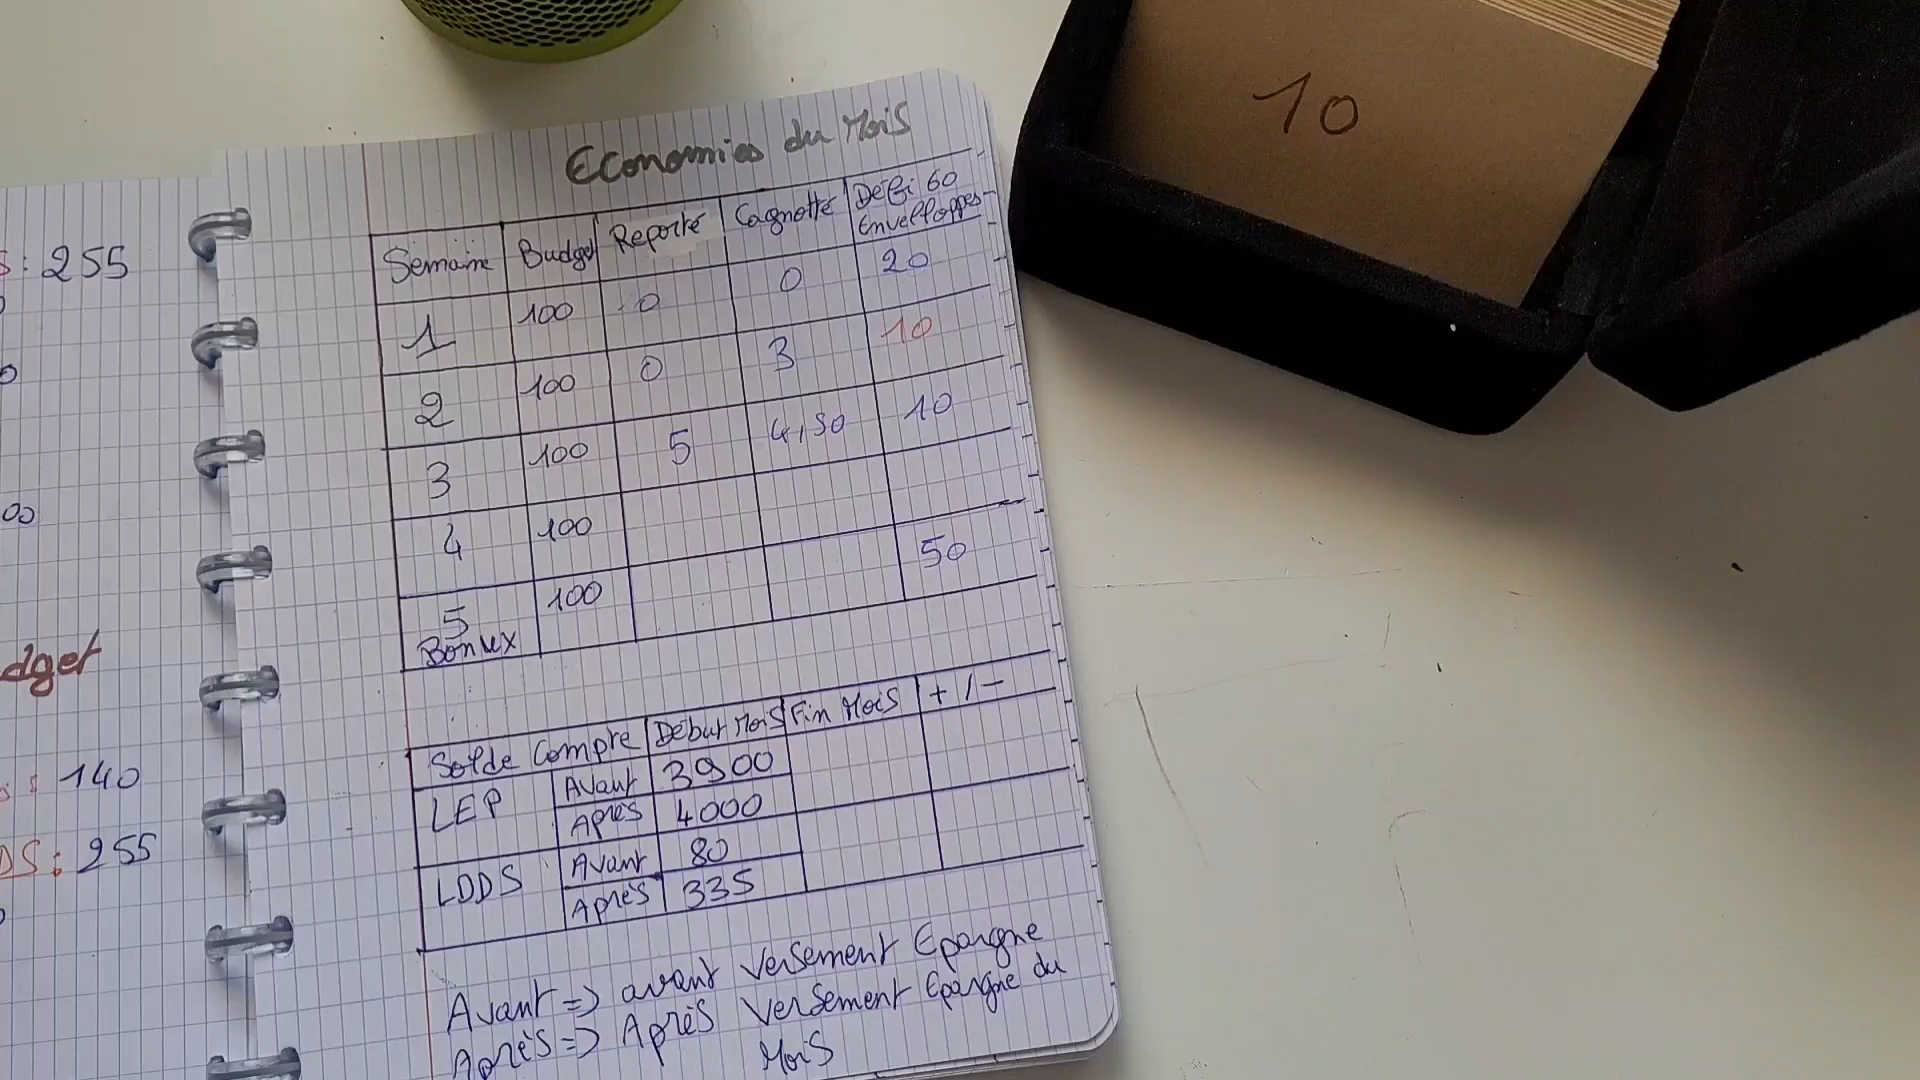 10
Economies du Mois
Semaine Budget Reporté Cagnotte Défi 60 Envelloppes
1 100 0 0 20
2 100 0 3 10
3 100 5 4,50 10
4 100
5 Bonux 100 50
Solde Compte Début Mois Fin Mois + / -
LEP Avant 3900
Après 4000
LDDS Avant 80
Après 335
Avant => avant versement Epargne
Après => Après versement Epargne du
Mois
: 255
00
dget
: 140
DS : 255